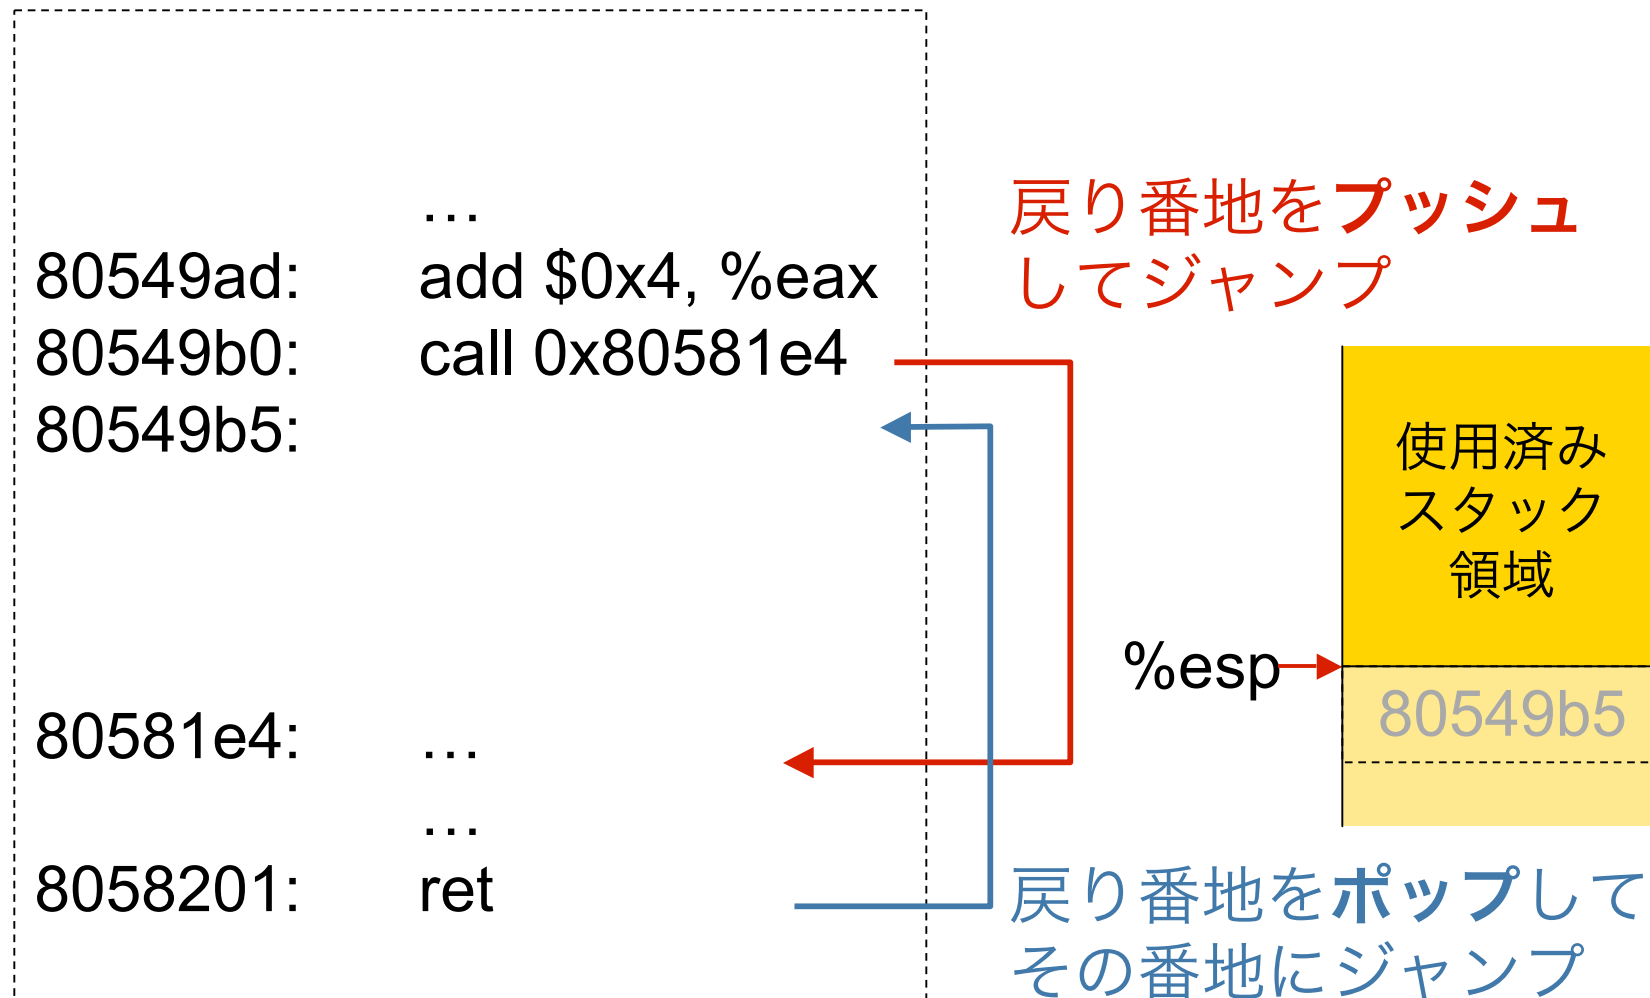 …
80549ad: add $0x4, %eax
80549b0: call 0x80581e4
80549b5:
80581e4: …
…
8058201: ret
戻り番地をプッシュ
してジャンプ
使用済み
スタック
領域
%esp
80549b5
戻り番地をポップして
その番地にジャンプ